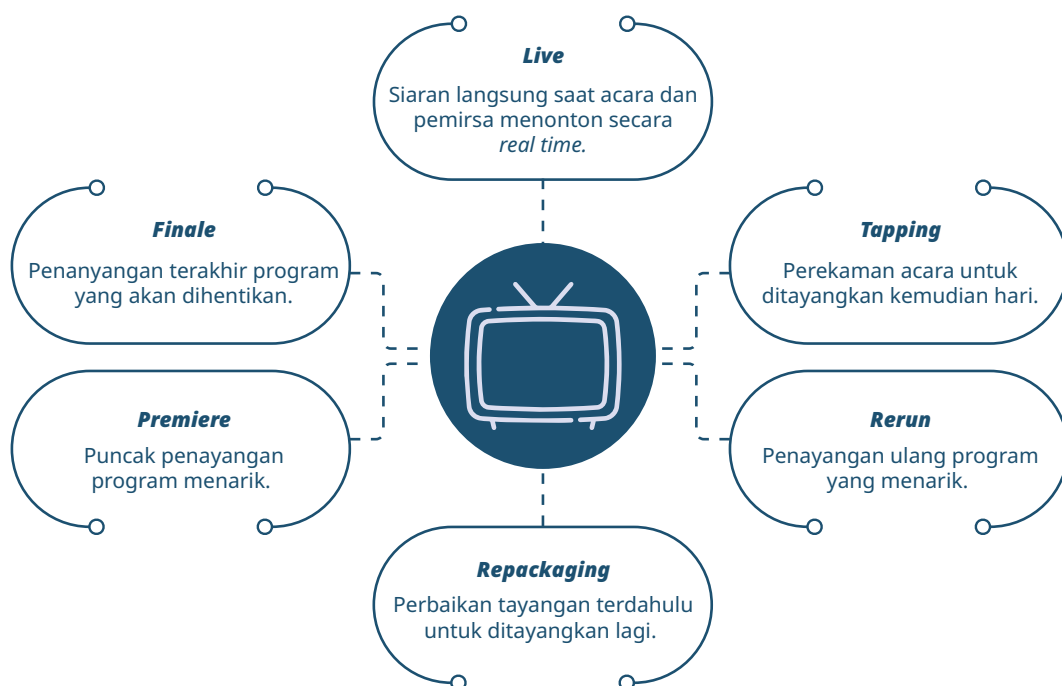 Live
Siaran langsung saat acara dan
pemirsa menonton secara
real time.
Finale
Penanyangan terakhir program
yang akan dihentikan.
Tapping
Perekaman acara untuk
ditayangkan kemudian hari.
Premiere
Puncak penayangan
program menarik.
Rerun
Penayangan ulang program
yang menarik.
Repackaging
Perbaikan tayangan terdahulu
untuk ditayangkan lagi.